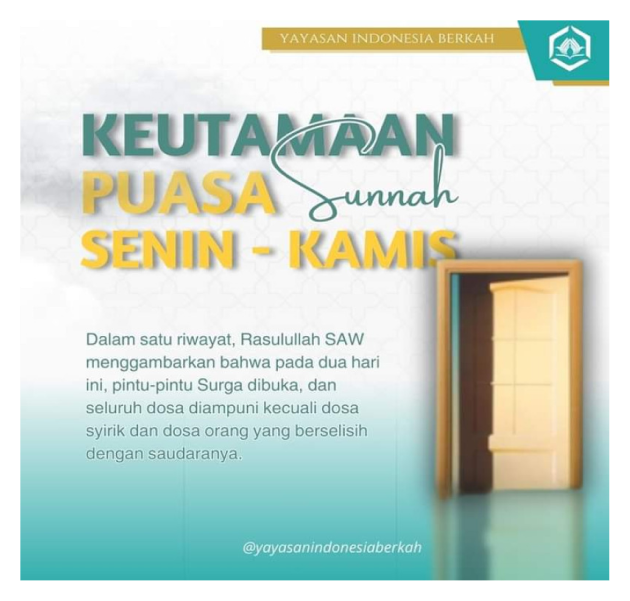 YAYASAN INDONESIA BERKAH
KEUTAMAAN
PUASA Sunnah
SENIN - KAMIS
Dalam satu riwayat, Rasulullah SAW
menggambarkan bahwa pada dua hari
ini, pintu-pintu Surga dibuka, dan
seluruh dosa diampuni kecuali dosa
syirik dan dosa orang yang berselisih
dengan saudaranya.
@yayasanindonesiaberkah